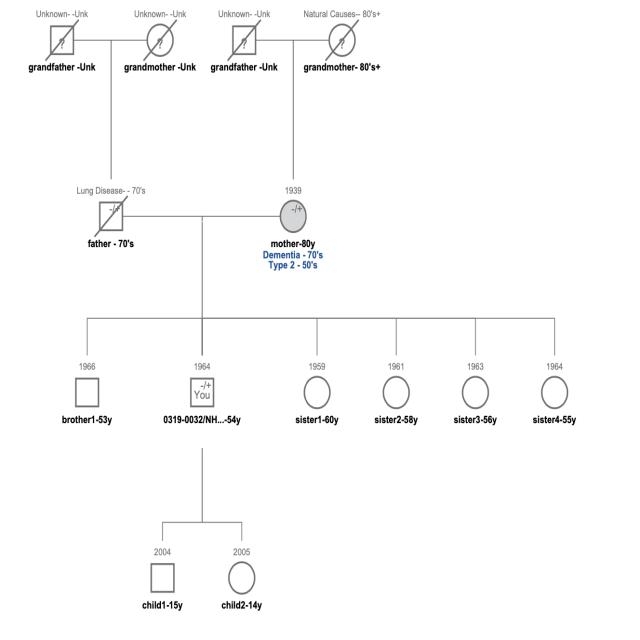 Unknown- -Unk Unknown- -Unk Unknown- -Unk Natural Causes-- 80's+
? ? ? ?
grandfather -Unk grandmother -Unk grandfather -Unk grandmother- 80's+
Lung Disease- - 70's 1939
-/+ -/+
father - 70's mother-80y
Dementia - 70's
Type 2 - 50's
1966 1964 1959 1961 1963 1964
-/+
You
brother1-53y 0319-0032/NH...-54y sister1-60y sister2-58y sister3-56y sister4-55y
2004 2005
child1-15y child2-14y